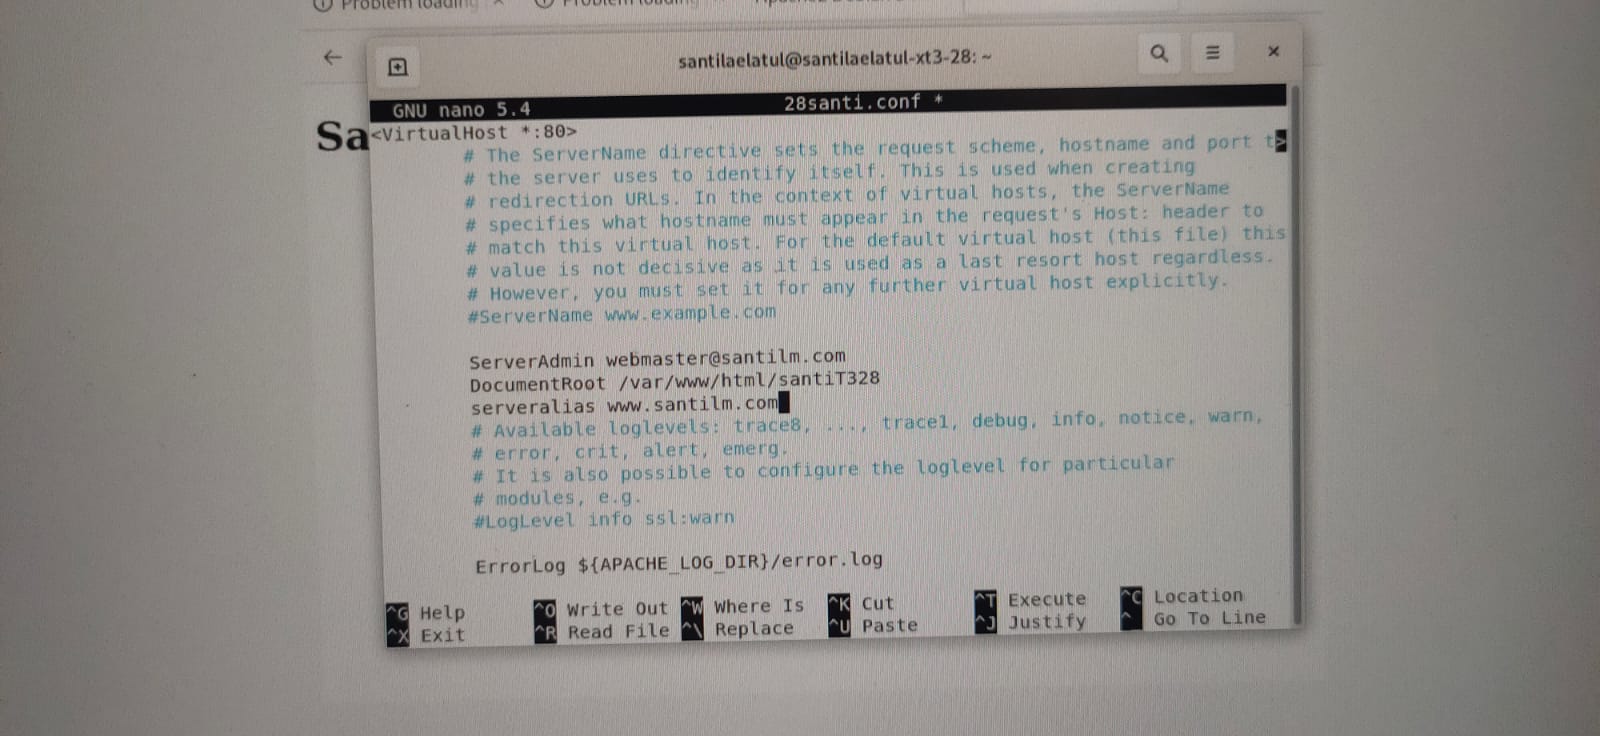 Problem loading
santilaelatul@santilaelatul-xt3-28: ~
GNU nano 5.4 28santi.conf *
Sa
<VirtualHost *:80>
# The ServerName directive sets the request scheme, hostname and port t>
# the server uses to identify itself. This is used when creating
# redirection URLs. In the context of virtual hosts, the ServerName
# specifies what hostname must appear in the request's Host: header to
# match this virtual host. For the default virtual host (this file) this
# value is not decisive as it is used as a last resort host regardless.
# However, you must set it for any further virtual host explicitly.
#ServerName www.example.com
ServerAdmin webmaster@santilm.com
DocumentRoot /var/www/html/santiT328
serveralias www.santilm.com
# Available loglevels: trace8, ..., trace1, debug, info, notice, warn,
# error, crit, alert, emerg.
# It is also possible to configure the loglevel for particular
# modules, e.g.
#LogLevel info ssl:warn
ErrorLog ${APACHE_LOG_DIR}/error.log
^G Help ^O Write Out ^W Where Is ^K Cut ^T Execute ^C Location
^X Exit ^R Read File ^\ Replace ^U Paste ^J Justify ^ Go To Line